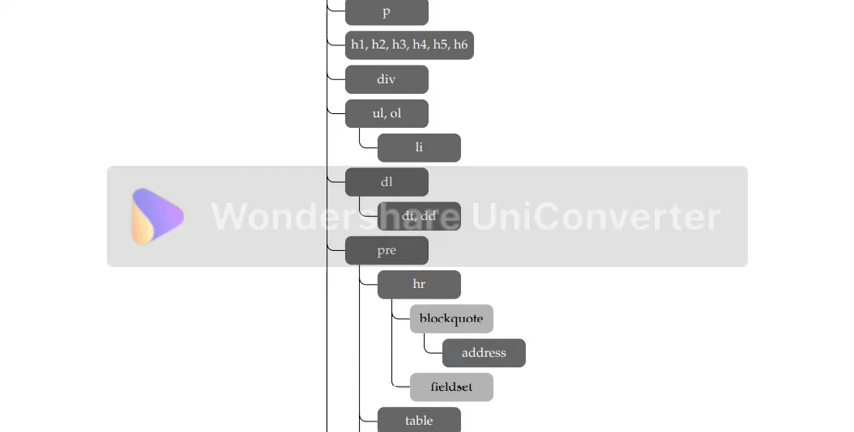 p
h1, h2, h3, h4, h5, h6
div
ul, ol
li
dl
dt, dd
Wondershare UniConverter
pre
hr
blockquote
address
fieldset
table